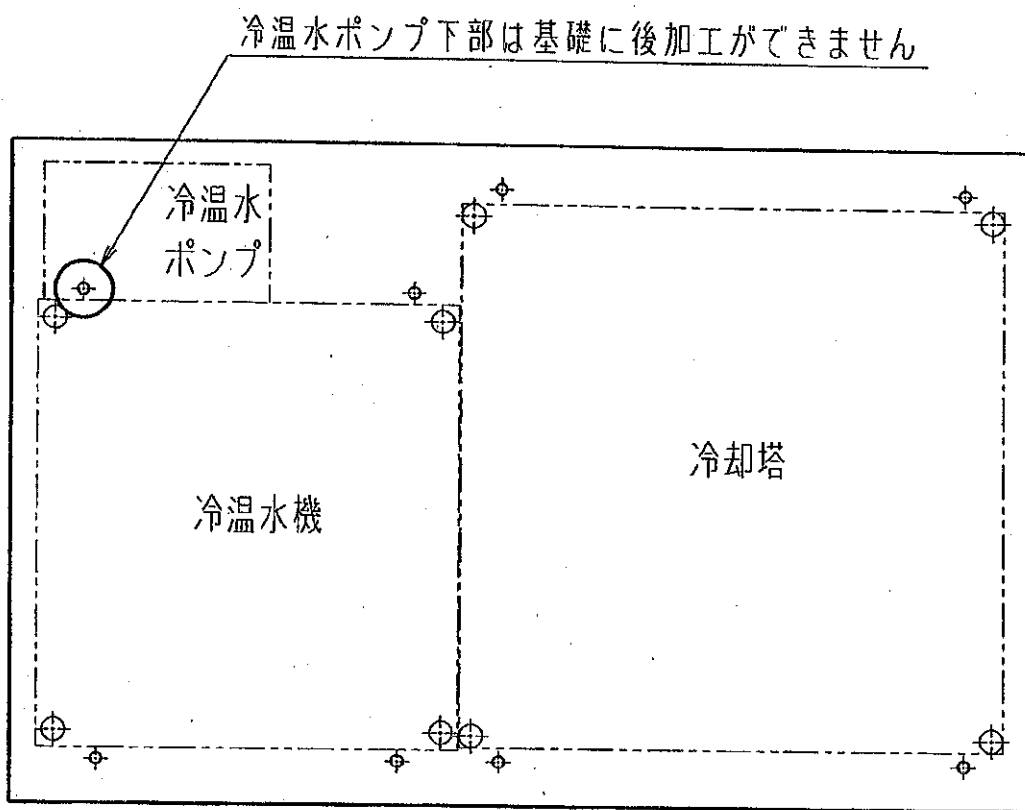 冷温水ポンプ下部は基礎に後加工ができません
冷温水
ポンプ
冷却塔
冷温水機